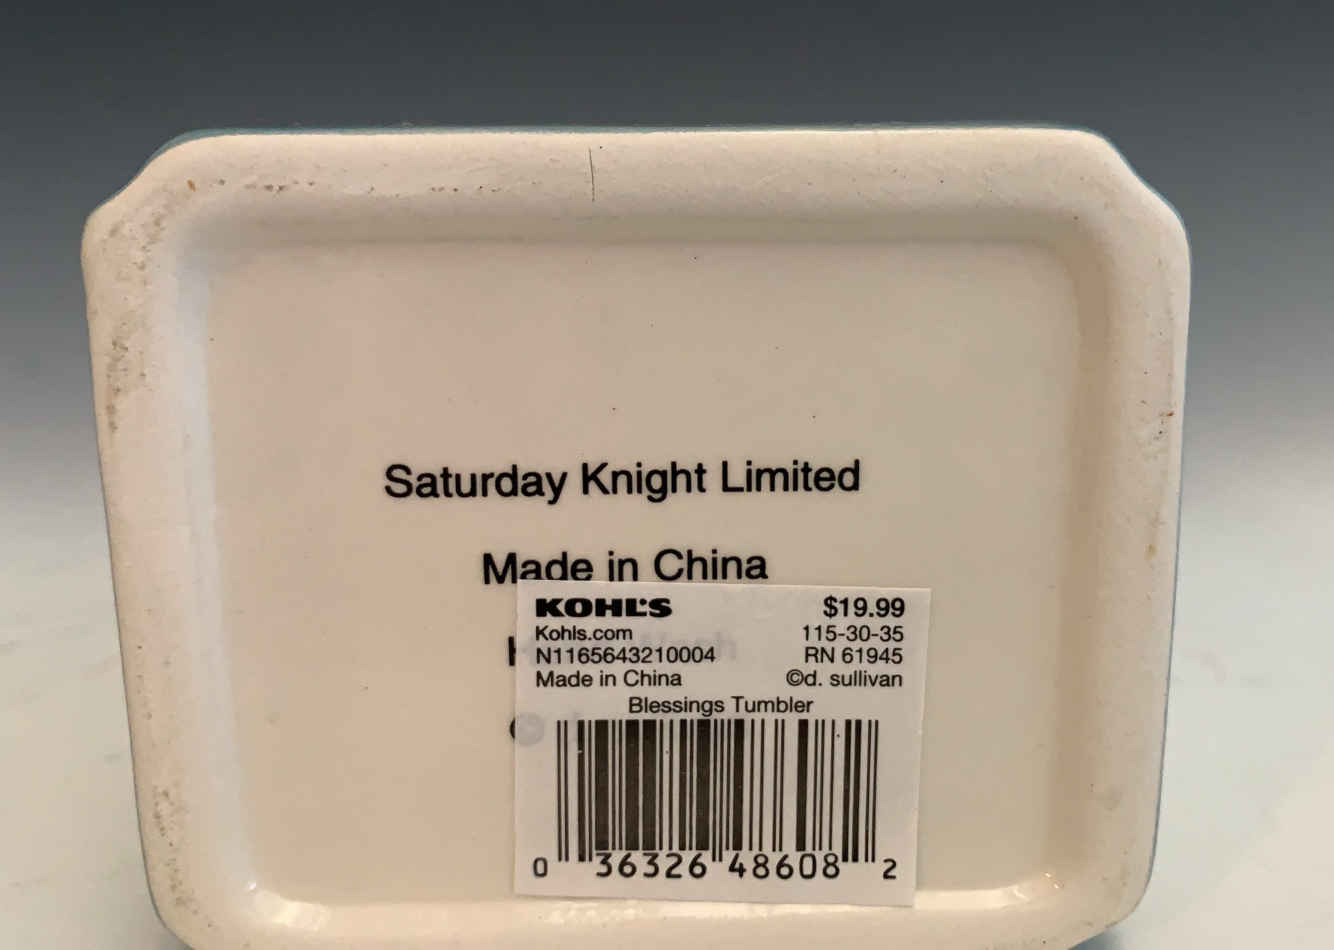 Saturday Knight Limited
Made in China
KOHL'S $19.99
Kohls.com 115-30-35
N1165643210004 RN 61945
Made in China ©d. sullivan
Blessings Tumbler
0 36326 48608 2